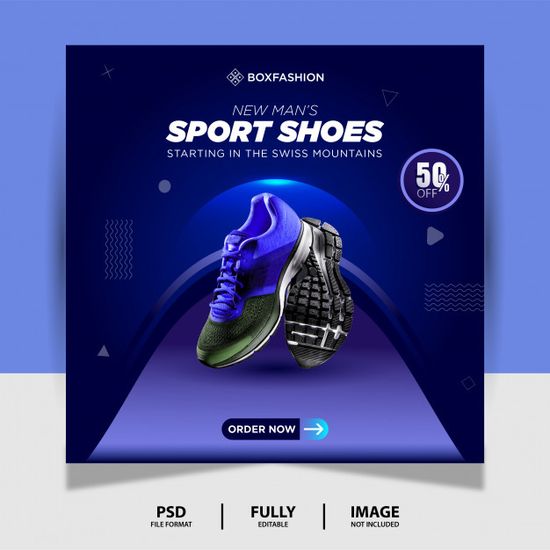 BOXFASHION
NEW MAN'S
SPORT SHOES
STARTING IN THE SWISS MOUNTAINS
50%
OFF
ORDER NOW
PSD
FILE FORMAT
FULLY
EDITABLE
IMAGE
NOT INCLUDED